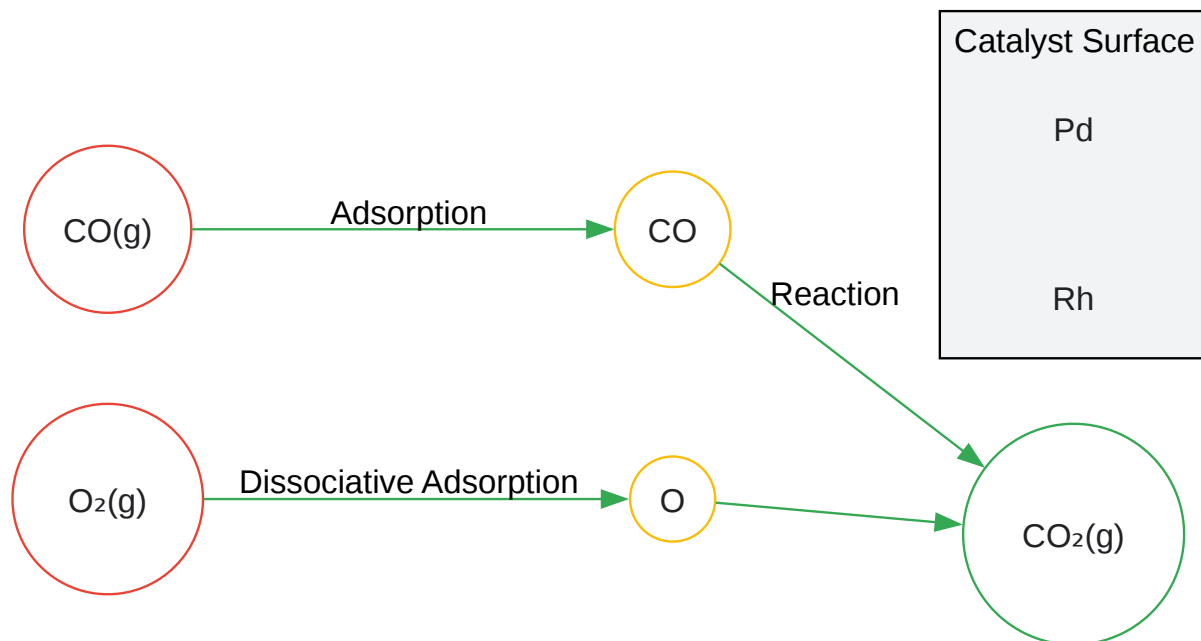 Catalyst Surface
Pd
Rh
CO(g)
Adsorption
CO
Reaction
O₂(g)
Dissociative Adsorption
O
CO₂(g)